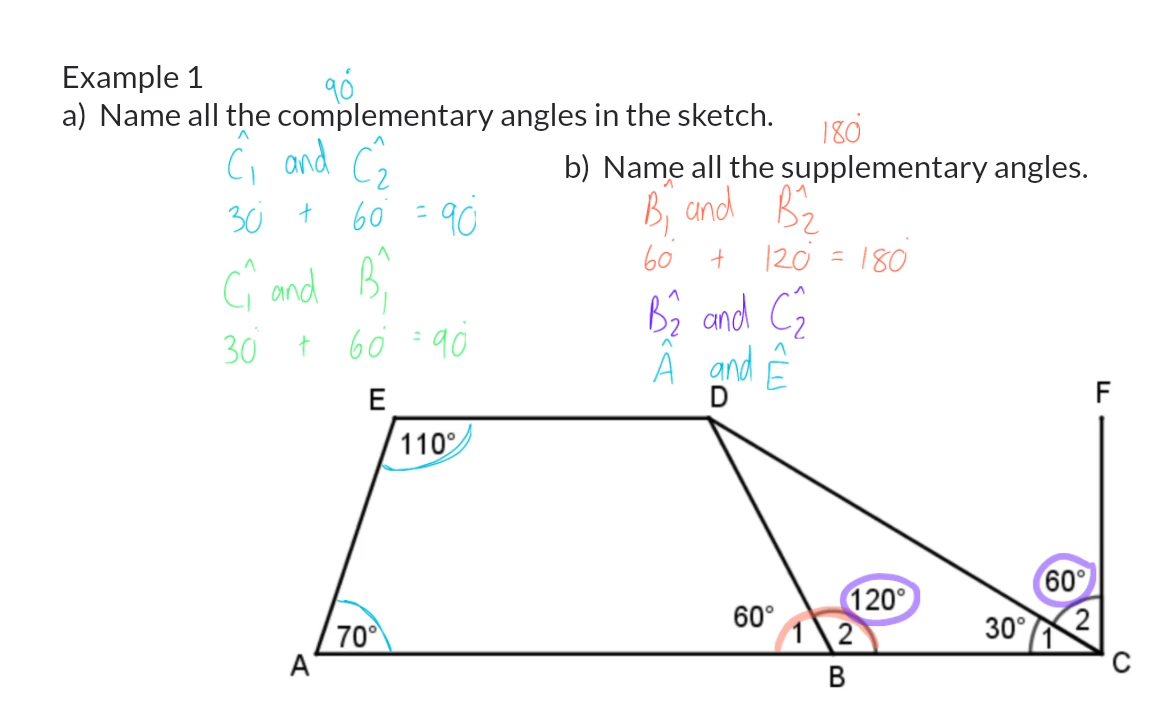 Example 1
90°
a) Name all the complementary angles in the sketch.
Ĉ₁ and Ĉ₂
30° + 60° = 90°
Ĉ₁ and B̂₁
30° + 60° = 90°
180°
b) Name all the supplementary angles.
B̂₁ and B̂₂
60° + 120° = 180°
B̂₂ and Ĉ₂
Â and Ê
E
D
F
110°
60°
120°
60°
70°
1
2
30°
1
2
A
B
C